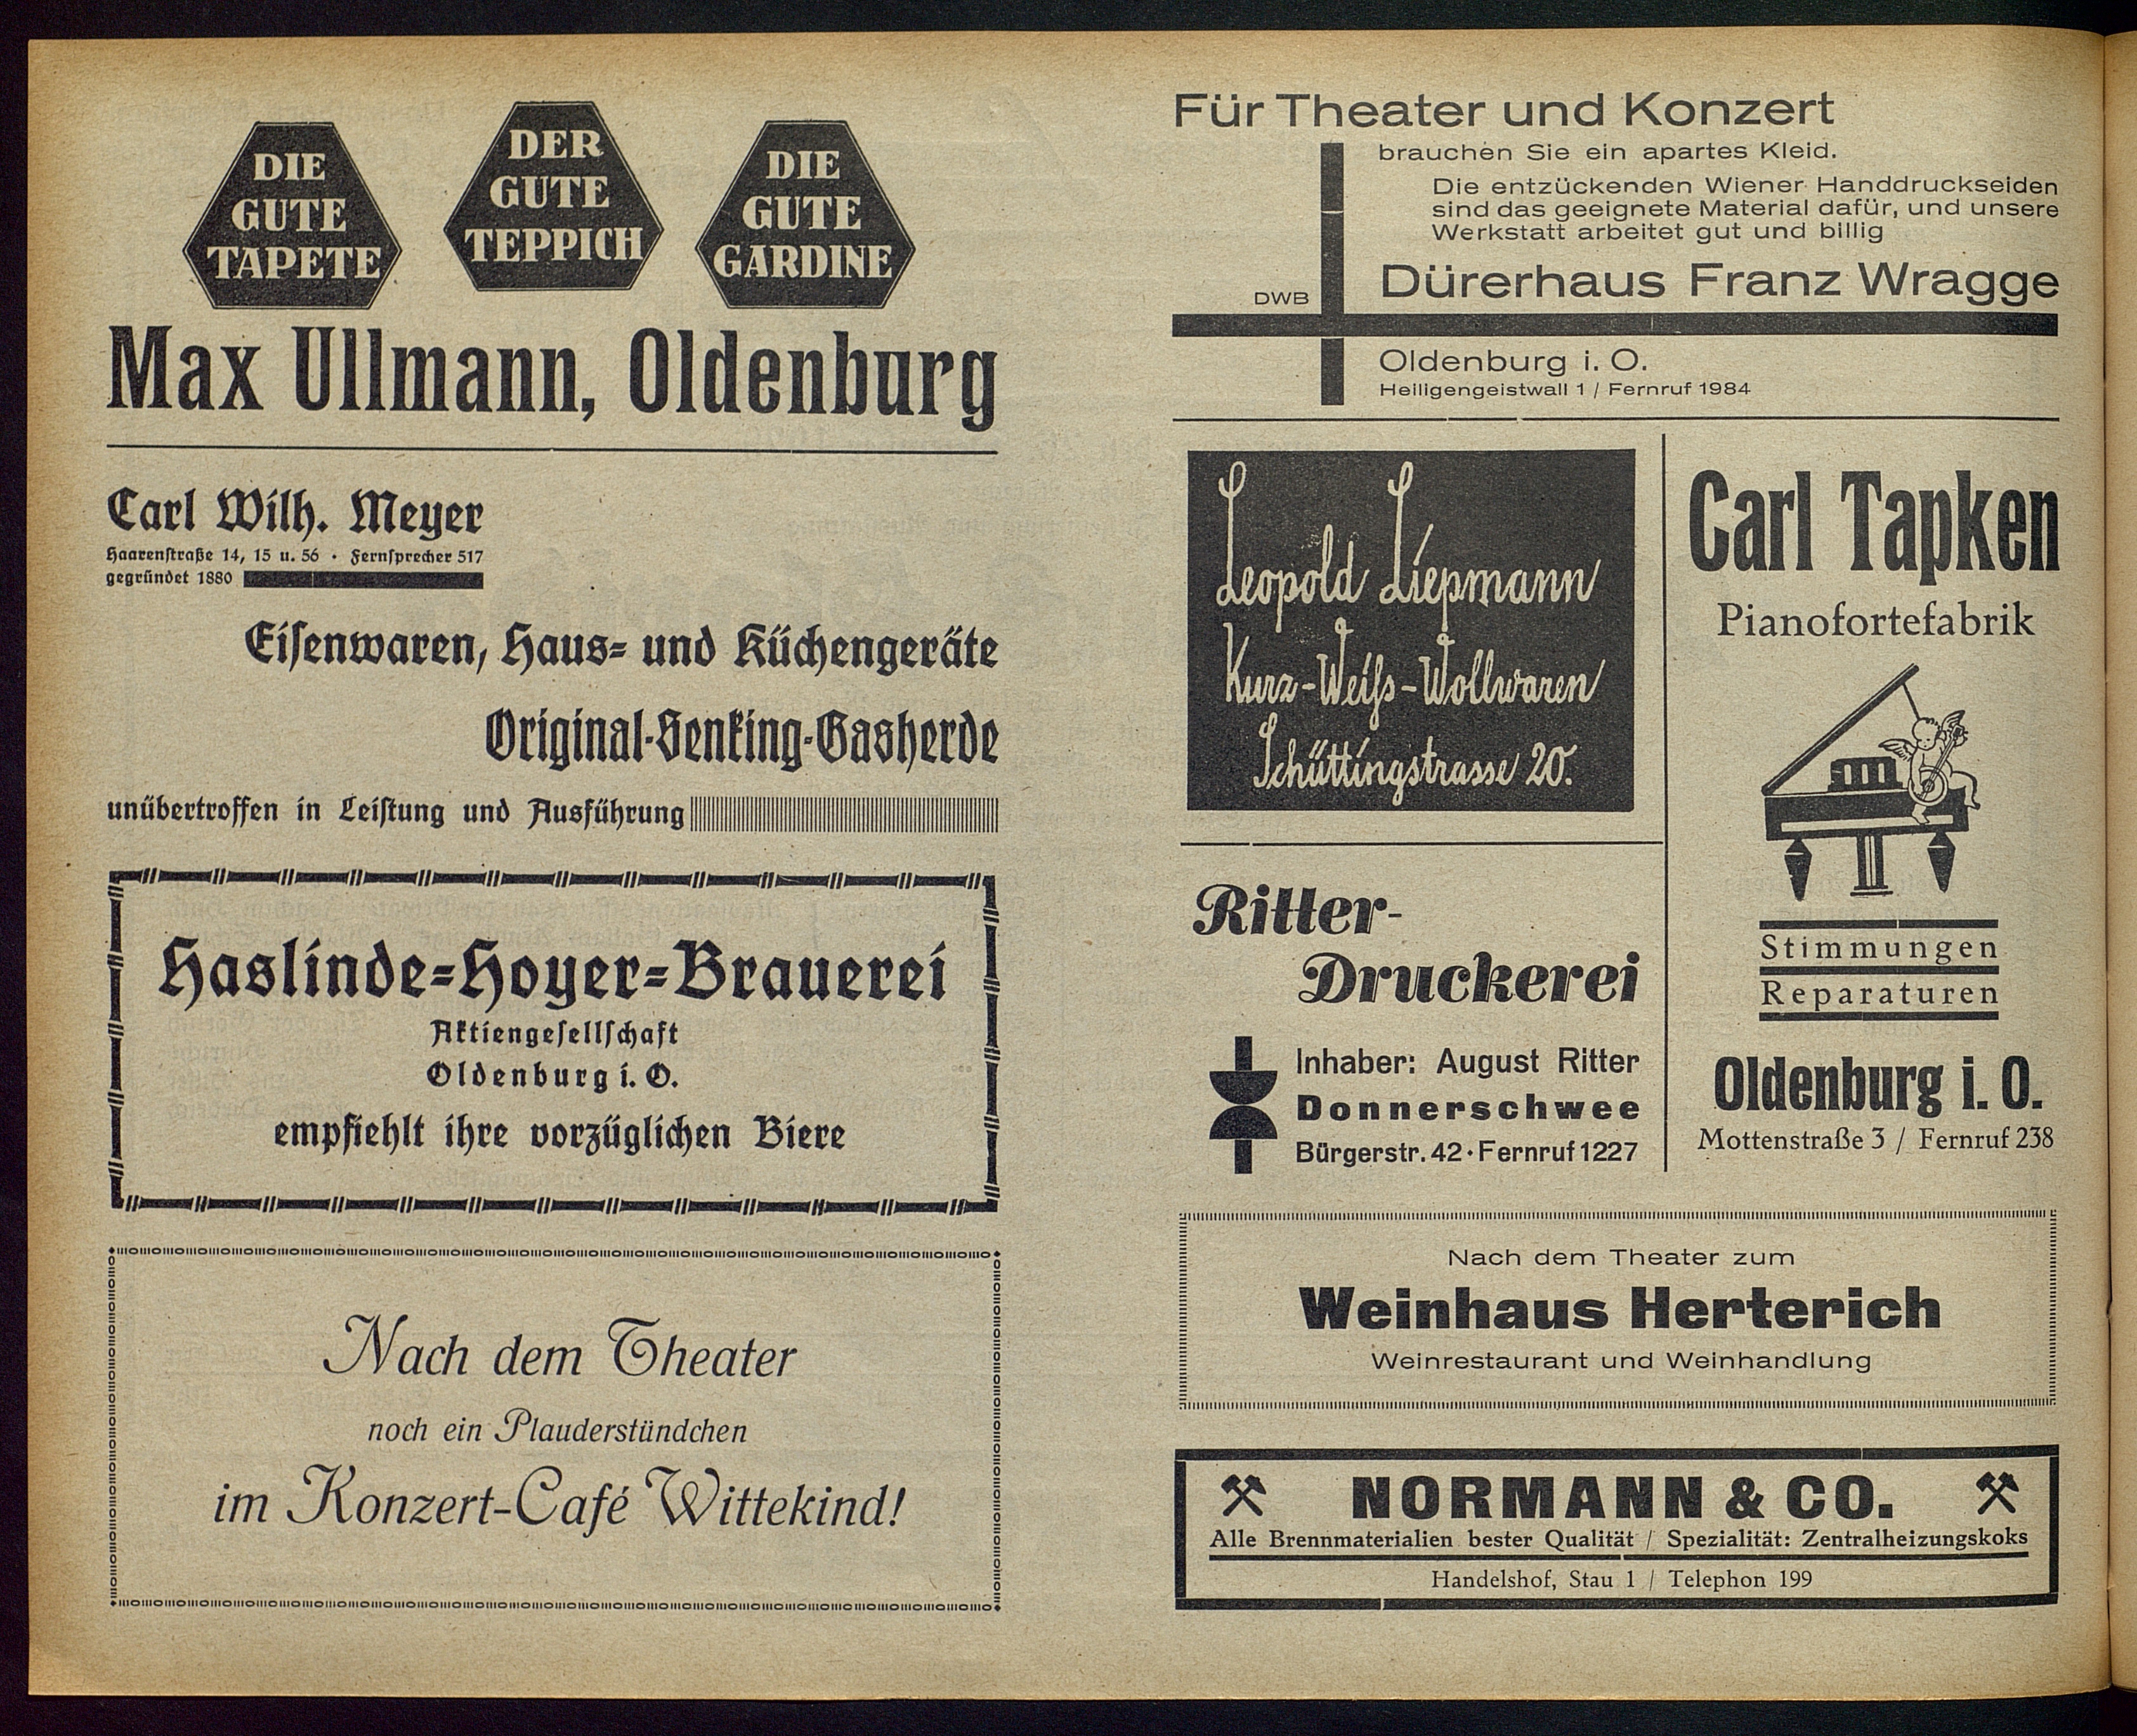 DIE
GUTE
TAPETE
DER
GUTE
TEPPICH
DIE
GUTE
GARDINE
Max Ullmann, Oldenburg
Carl Wilh. Meyer
Haarenſtraße 14, 15 u. 56 · Fernſprecher 517
gegründet 1880
Eiſenwaren, Haus- und Küchengeräte
Original-Senking-Gasherde
unübertroffen in Leiſtung und Ausführung
Haslinde-Hoyer-Brauerei
Aktiengeſellſchaft
Oldenburg i. O.
empfiehlt ihre vorzüglichen Biere
Nach dem Theater
noch ein Plauderstündchen
im Konzert-Café Wittekind!
Für Theater und Konzert
brauchen Sie ein apartes Kleid.
Die entzückenden Wiener Handdruckseiden
sind das geeignete Material dafür, und unsere
Werkstatt arbeitet gut und billig
DWB
Dürerhaus Franz Wragge
Oldenburg i. O.
Heiligengeistwall 1 / Fernruf 1984
Leopold Liepmann
Kurz-Weiß-Wollwaren
Schüttingstrasse 20.
Ritter-
Druckerei
Inhaber: August Ritter
Donnerschwee
Bürgerstr. 42 · Fernruf 1227
Carl Tapken
Pianofortefabrik
Stimmungen
Reparaturen
Oldenburg i. O.
Mottenstraße 3 / Fernruf 238
Nach dem Theater zum
Weinhaus Herterich
Weinrestaurant und Weinhandlung
NORMANN & CO.
Alle Brennmaterialien bester Qualität / Spezialität: Zentralheizungskoks
Handelshof, Stau 1 / Telephon 199